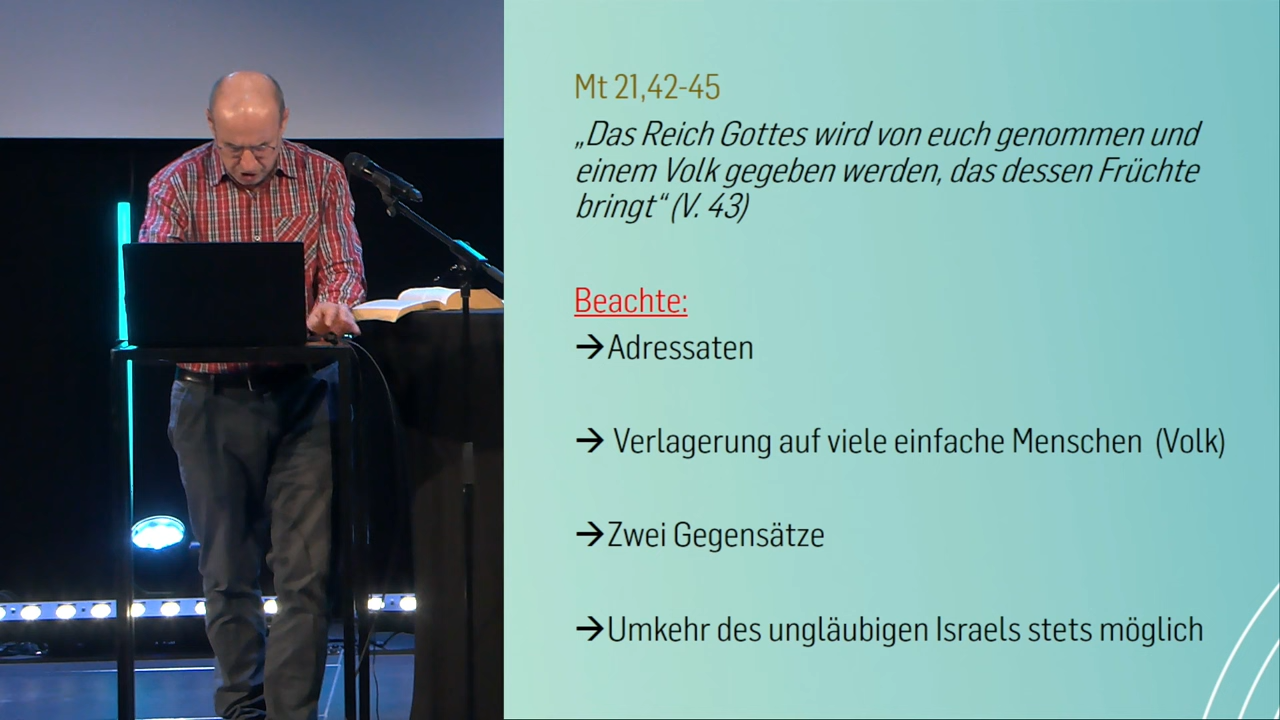 Mt 21,42-45
„Das Reich Gottes wird von euch genommen und
einem Volk gegeben werden, das dessen Früchte
bringt“ (V. 43)
Beachte:
→Adressaten
→ Verlagerung auf viele einfache Menschen (Volk)
→Zwei Gegensätze
→Umkehr des ungläubigen Israels stets möglich